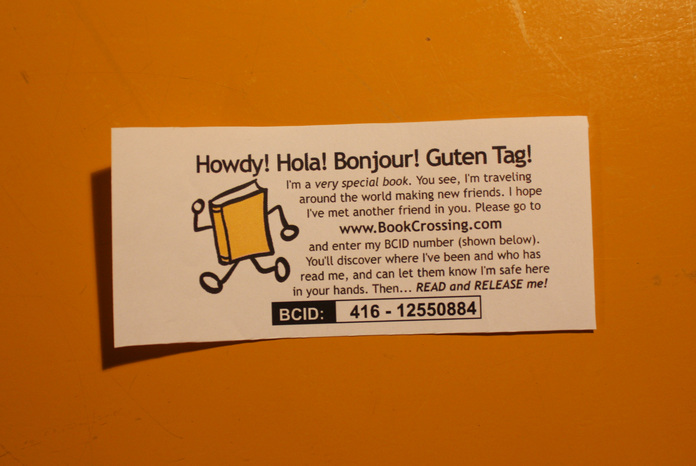 Howdy! Hola! Bonjour! Guten Tag!
I'm a very special book. You see, I'm traveling
around the world making new friends. I hope
I've met another friend in you. Please go to
www.BookCrossing.com
and enter my BCID number (shown below).
You'll discover where I've been and who has
read me, and can let them know I'm safe here
in your hands. Then... READ and RELEASE me!
BCID: 416 - 12550884